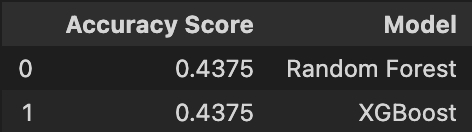 Accuracy Score Model
0 0.4375 Random Forest
1 0.4375 XGBoost